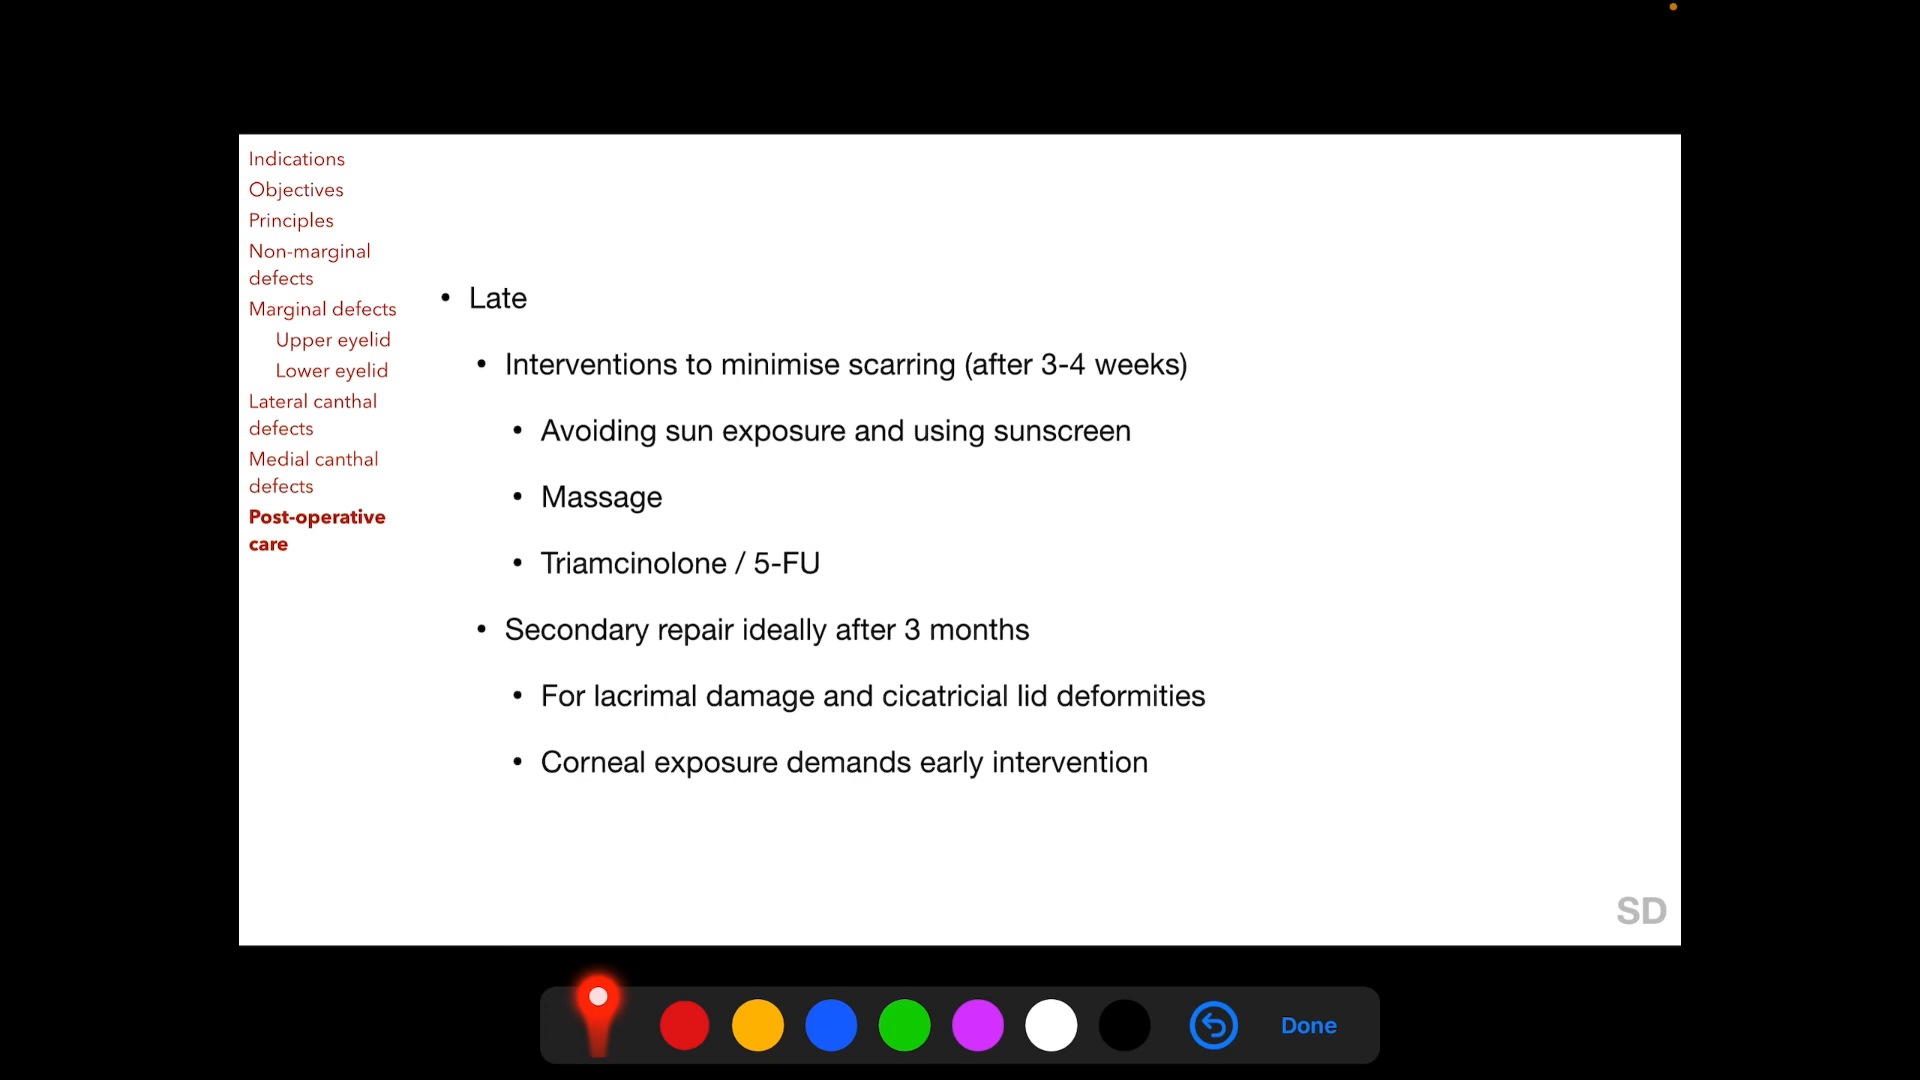 Indications
Objectives
Principles
Non-marginal
defects
Marginal defects
Upper eyelid
Lower eyelid
Lateral canthal
defects
Medial canthal
defects
Post-operative
care
• Late
• Interventions to minimise scarring (after 3-4 weeks)
• Avoiding sun exposure and using sunscreen
• Massage
• Triamcinolone / 5-FU
• Secondary repair ideally after 3 months
• For lacrimal damage and cicatricial lid deformities
• Corneal exposure demands early intervention
SD
Done